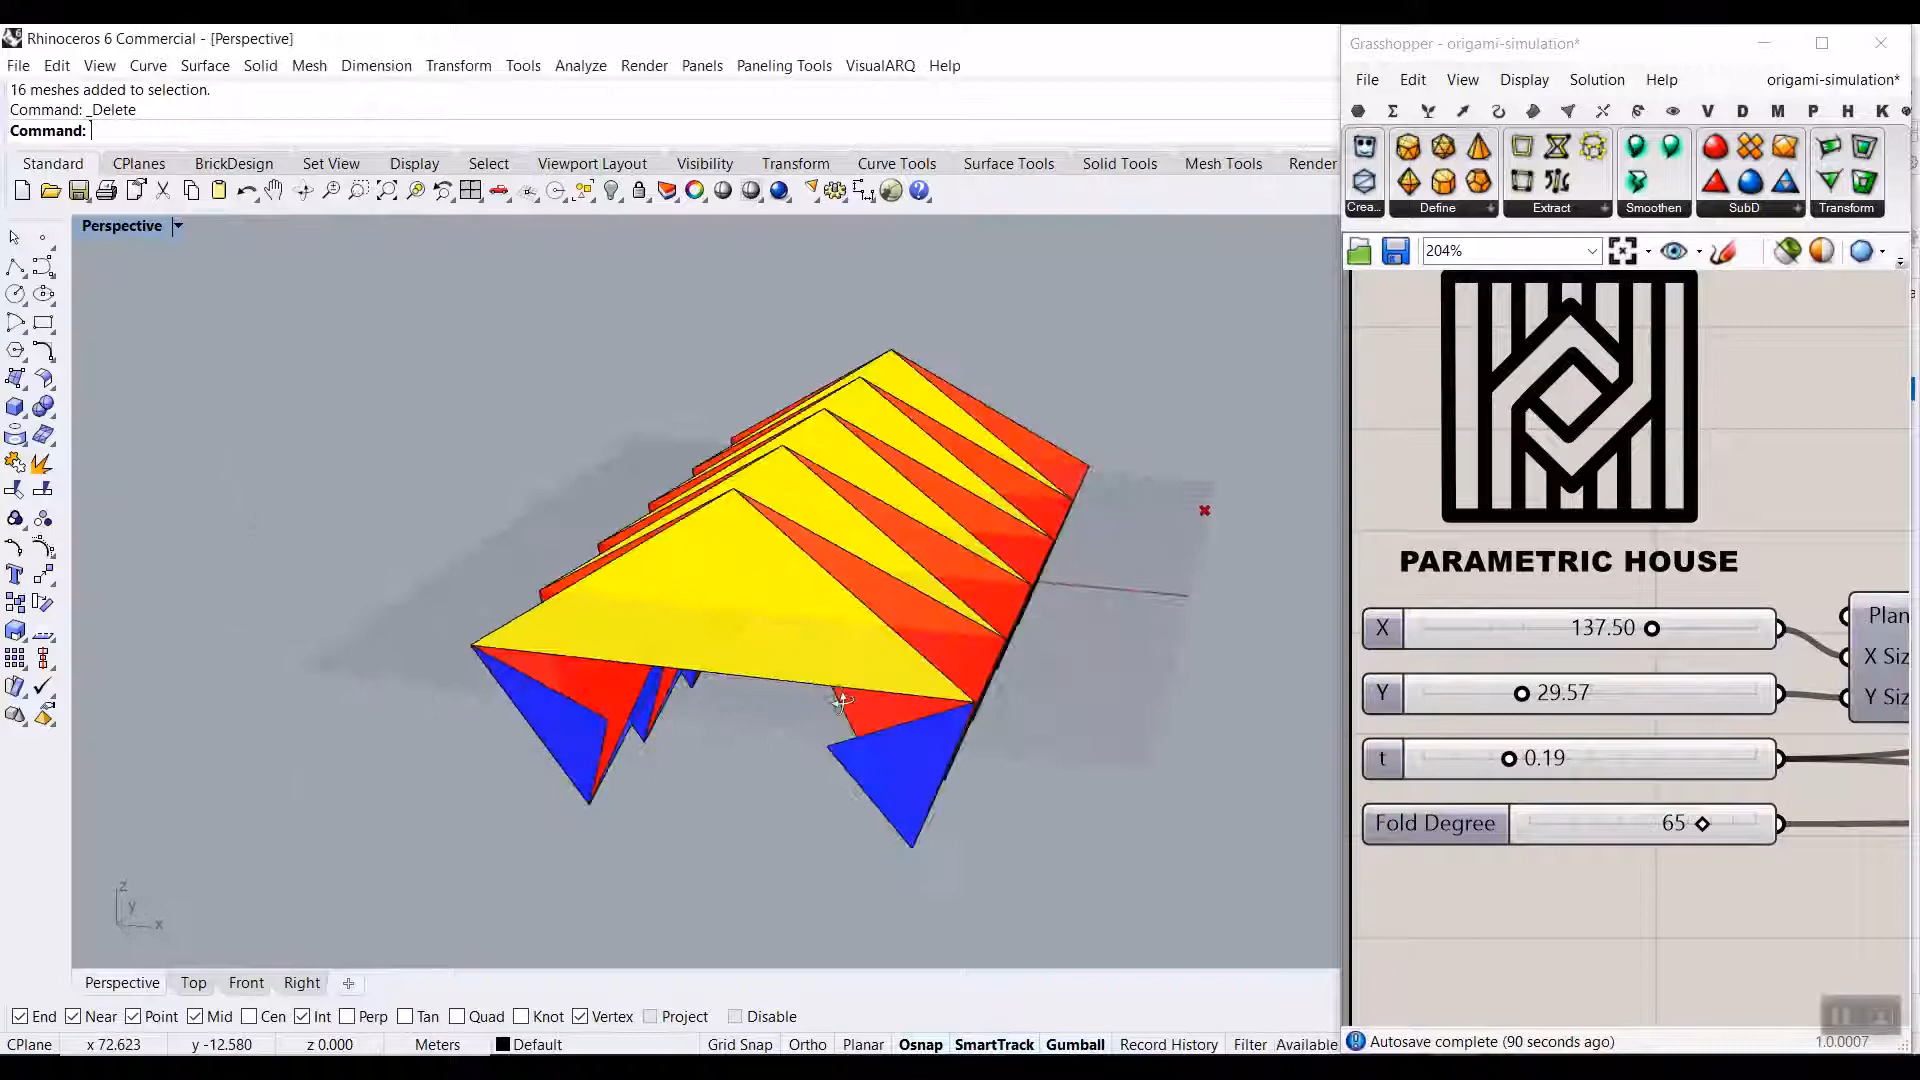 Rhinoceros 6 Commercial - [Perspective]
File Edit View Curve Surface Solid Mesh Dimension Transform Tools Analyze Render Panels Paneling Tools VisualARQ Help
16 meshes added to selection.
Command: _Delete
Command:
Standard CPlanes BrickDesign Set View Display Select Viewport Layout Visibility Transform Curve Tools Surface Tools Solid Tools Mesh Tools Render
Perspective
z
y
x
Perspective Top Front Right
End Near Point Mid Cen Int Perp Tan Quad Knot Vertex Project Disable
CPlane x 72.623 y -12.580 z 0.000 Meters Default Grid Snap Ortho Planar Osnap SmartTrack Gumball Record History Filter Available
Grasshopper - origami-simulation*
File Edit View Display Solution Help origami-simulation*
V D M P H K
Crea... Define Extract Smoothen SubD Transform
204%
PARAMETRIC HOUSE
X 137.50
Y 29.57
t 0.19
Fold Degree 65
Plan
X Siz
Y Siz
Autosave complete (90 seconds ago)
1.0.0007